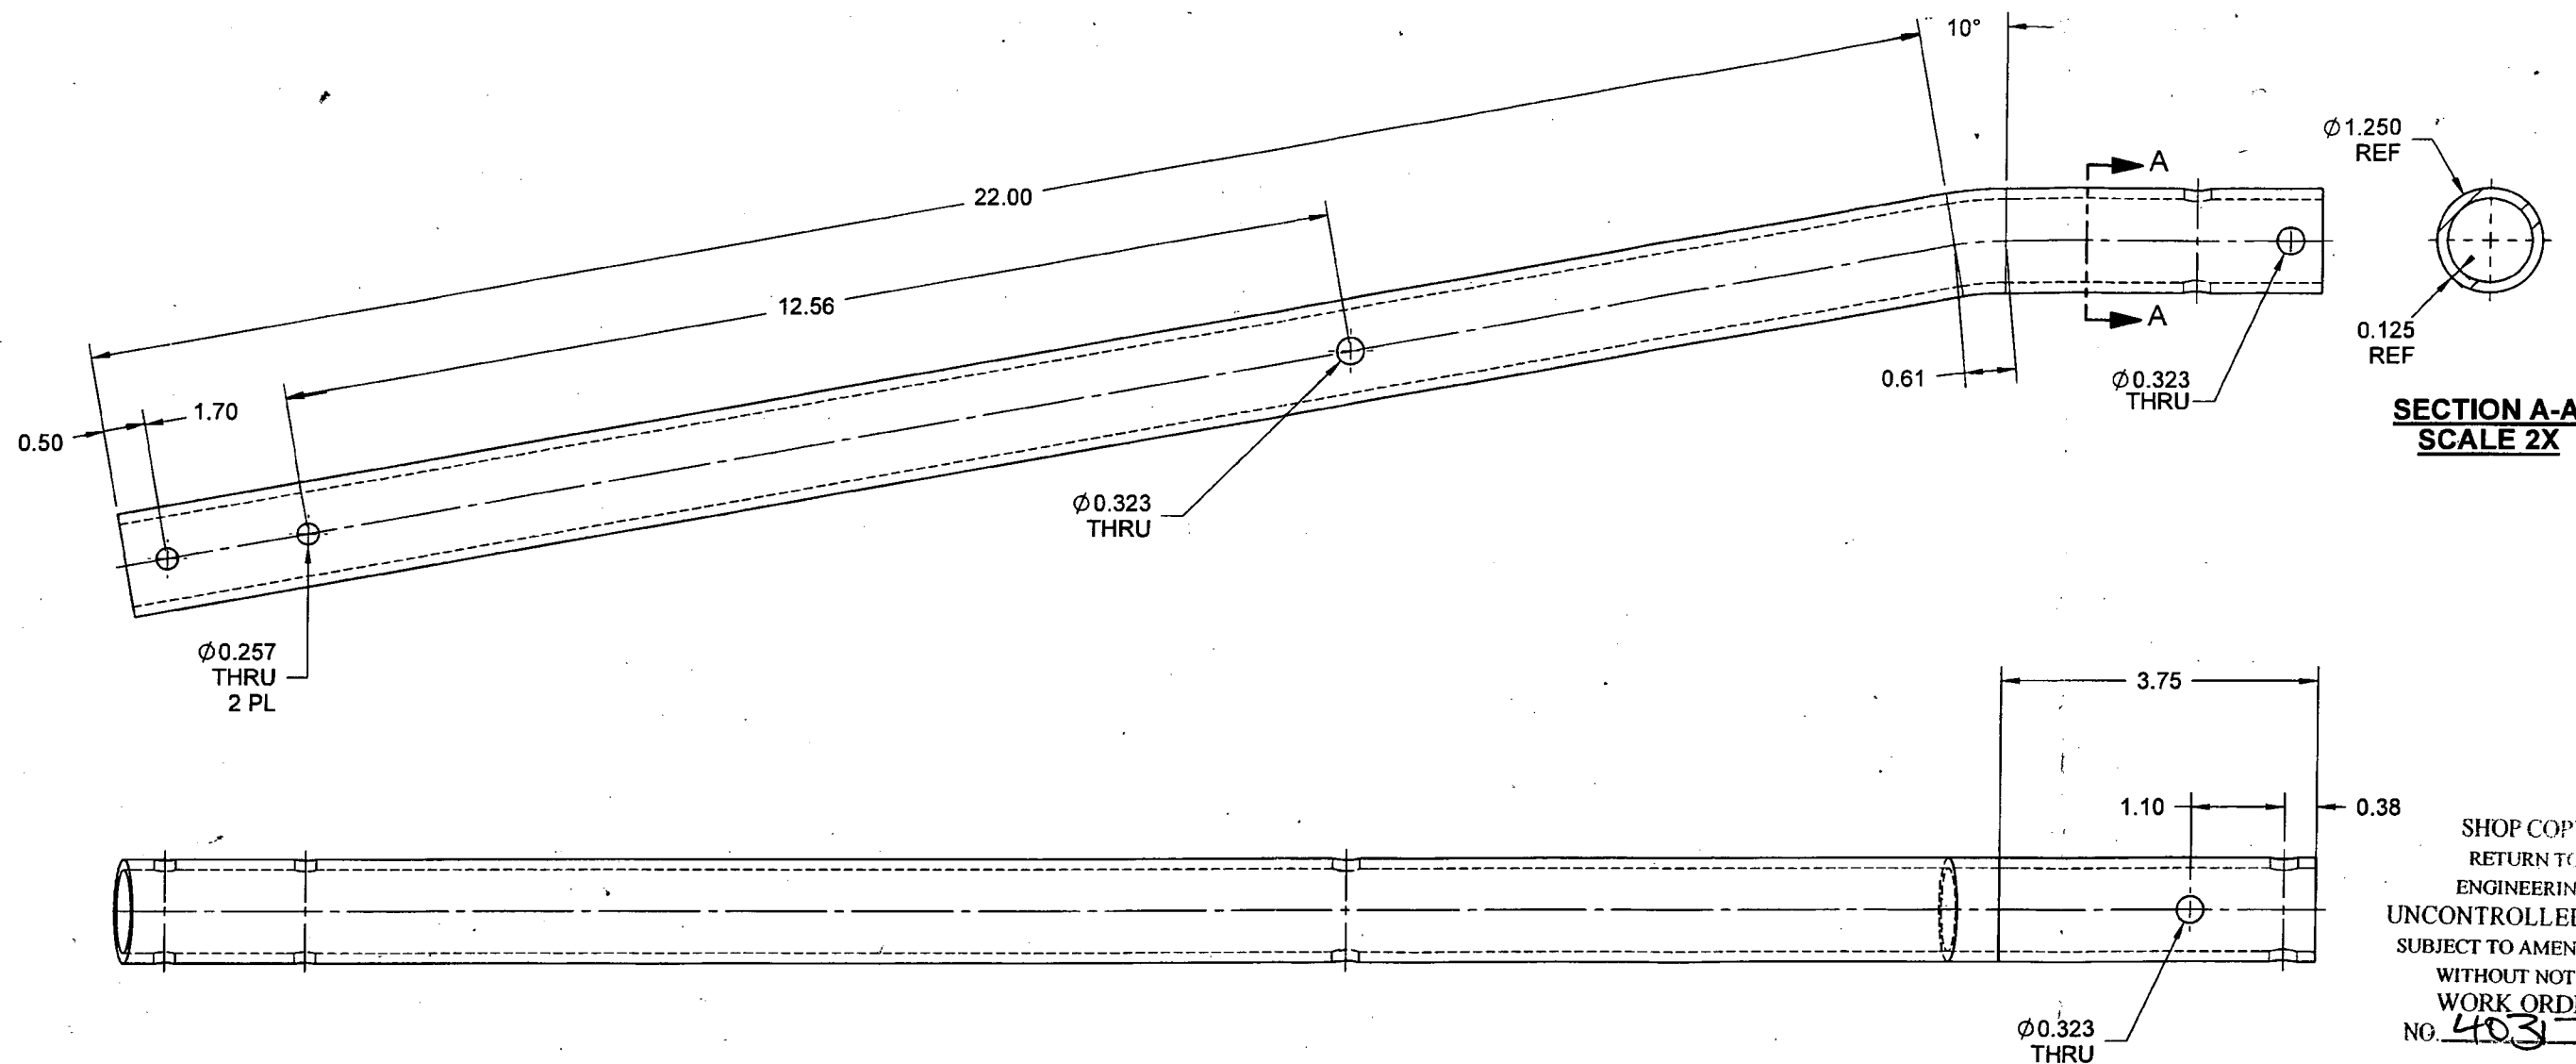 10°
22.00
12.56
1.70
0.50
A
A
Ø1.250
REF
0.125
REF
0.61
Ø0.323
THRU
SECTION A-A
SCALE 2X
Ø0.323
THRU
Ø0.257
THRU
2 PL
3.75
1.10
0.38
SHOP COP
RETURN TO
ENGINEERIN
UNCONTROLLED
SUBJECT TO AMEN
WITHOUT NOT
WORK ORD
NO. 4031
Ø0.323
THRU